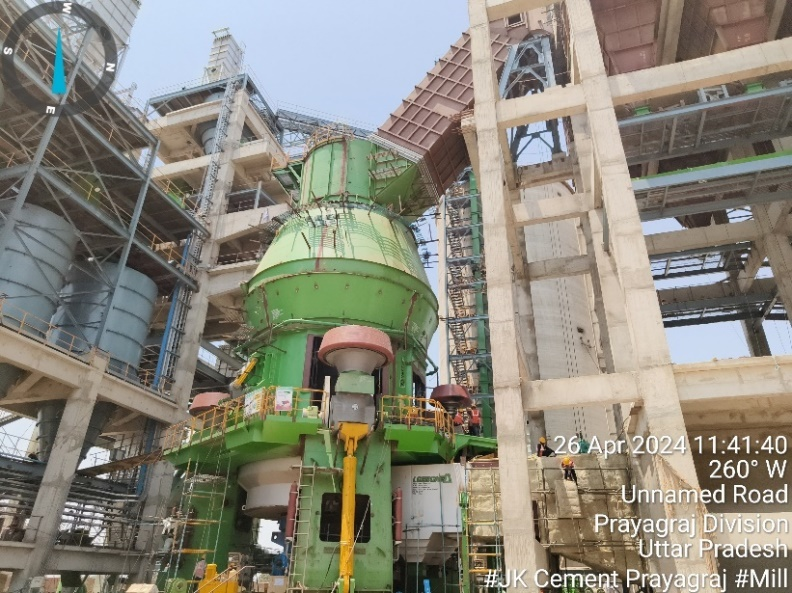 W
S
N
E
26 Apr 2024 11:41:40
260° W
Unnamed Road
Prayagraj Division
Uttar Pradesh
#JK Cement Prayagraj #Mill